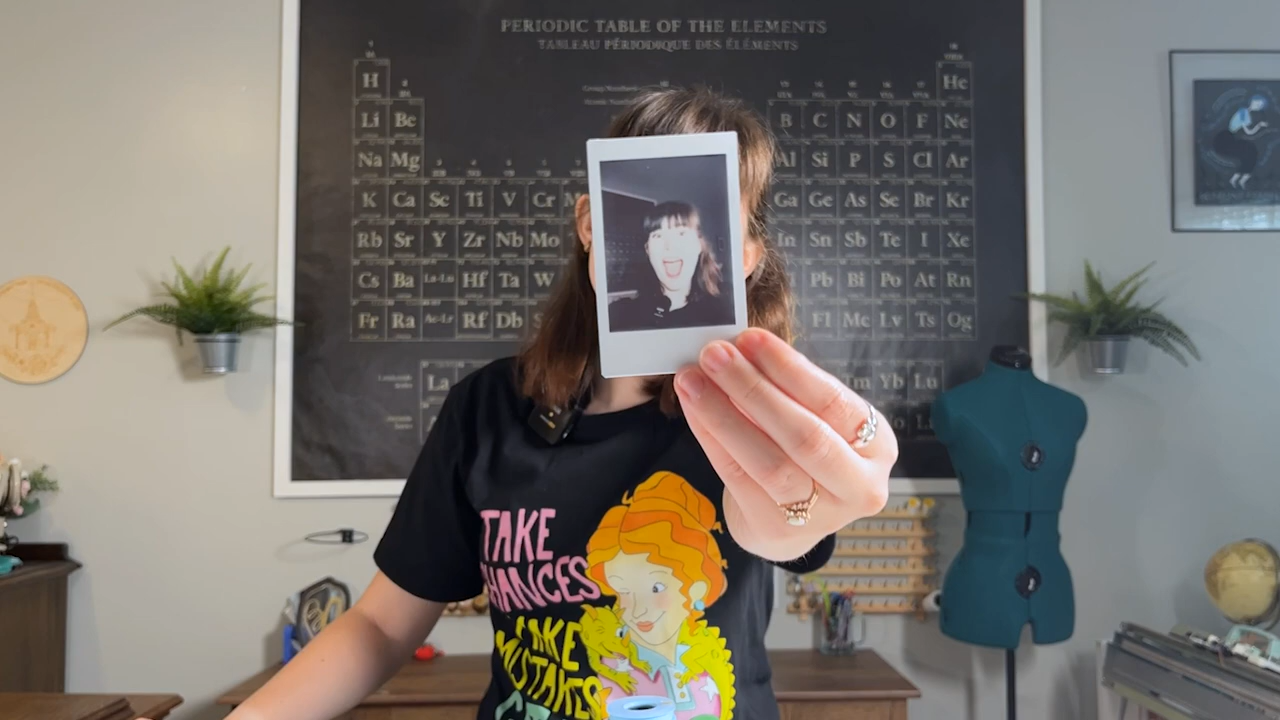 PERIODIC TABLE OF THE ELEMENTS
TABLEAU PÉRIODIQUE DES ÉLÉMENTS
H He
Li Be B C N O F Ne
Na Mg Al Si P S Cl Ar
K Ca Sc Ti V Cr Ga Ge As Se Br Kr
Rb Sr Y Zr Nb Mo In Sn Sb Te I Xe
Cs Ba La-Lu Hf Ta W Pb Bi Po At Rn
Fr Ra Ac-Lr Rf Db Fl Mc Lv Ts Og
La Tm Yb Lu
TAKE
CHANCES
MAKE
MISTAKES